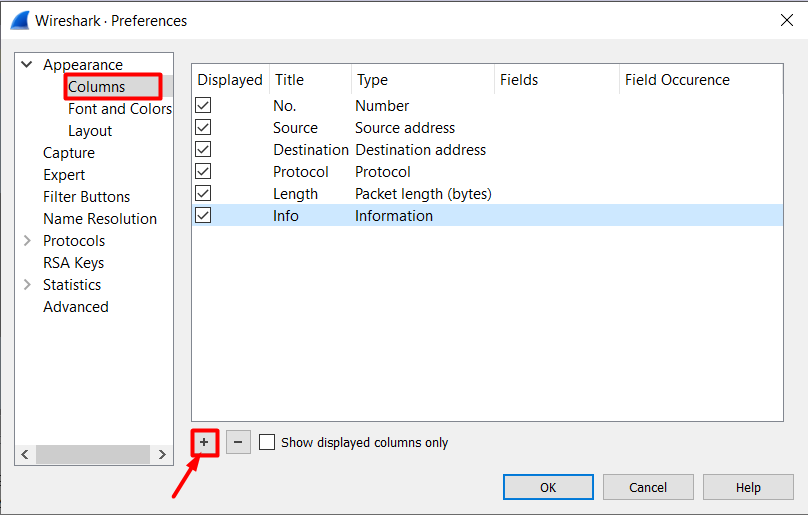 Wireshark · Preferences
Appearance
Columns
Font and Colors
Layout
Capture
Expert
Filter Buttons
Name Resolution
Protocols
RSA Keys
Statistics
Advanced
Displayed Title Type Fields Field Occurence
No. Number
Source Source address
Destination Destination address
Protocol Protocol
Length Packet length (bytes)
Info Information
+ − Show displayed columns only
OK Cancel Help